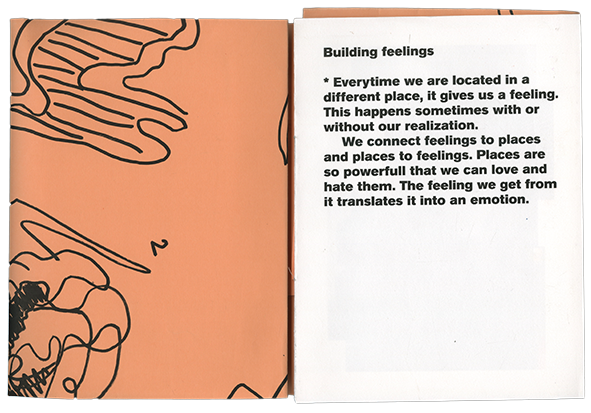 Building feelings
* Everytime we are located in a
different place, it gives us a feeling.
This happens sometimes with or
without our realization.
We connect feelings to places
and places to feelings. Places are
so powerfull that we can love and
hate them. The feeling we get from
it translates it into an emotion.